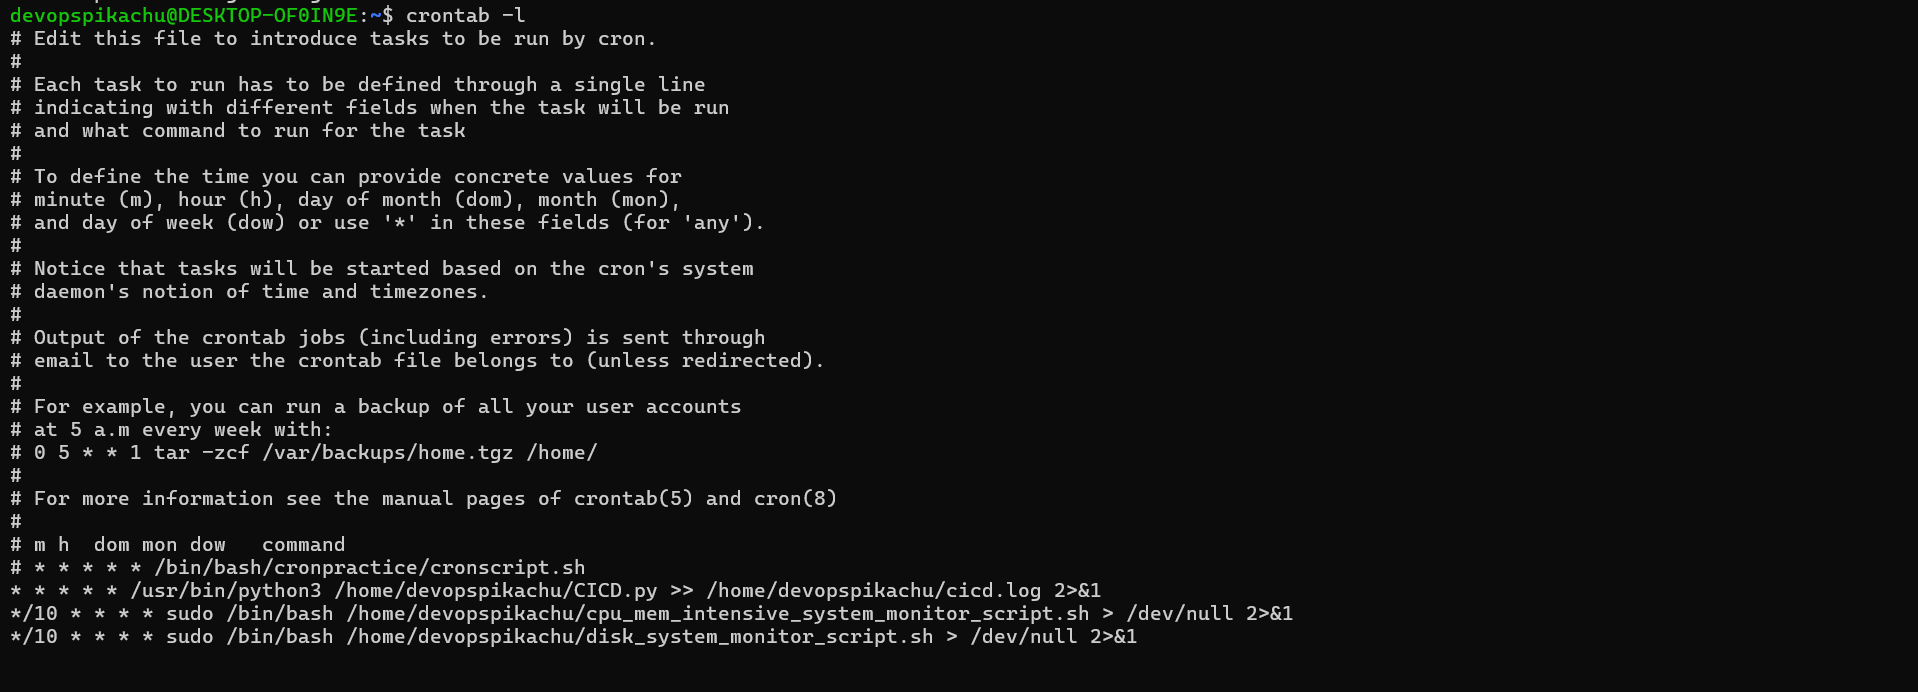 devopspikachu@DESKTOP-OF0IN9E:~$ crontab -l
# Edit this file to introduce tasks to be run by cron.
#
# Each task to run has to be defined through a single line
# indicating with different fields when the task will be run
# and what command to run for the task
#
# To define the time you can provide concrete values for
# minute (m), hour (h), day of month (dom), month (mon),
# and day of week (dow) or use '*' in these fields (for 'any').
#
# Notice that tasks will be started based on the cron's system
# daemon's notion of time and timezones.
#
# Output of the crontab jobs (including errors) is sent through
# email to the user the crontab file belongs to (unless redirected).
#
# For example, you can run a backup of all your user accounts
# at 5 a.m every week with:
# 0 5 * * 1 tar -zcf /var/backups/home.tgz /home/
#
# For more information see the manual pages of crontab(5) and cron(8)
#
# m h  dom mon dow   command
# * * * * * /bin/bash/cronpractice/cronscript.sh
* * * * * /usr/bin/python3 /home/devopspikachu/CICD.py >> /home/devopspikachu/cicd.log 2>&1
*/10 * * * * sudo /bin/bash /home/devopspikachu/cpu_mem_intensive_system_monitor_script.sh > /dev/null 2>&1
*/10 * * * * sudo /bin/bash /home/devopspikachu/disk_system_monitor_script.sh > /dev/null 2>&1